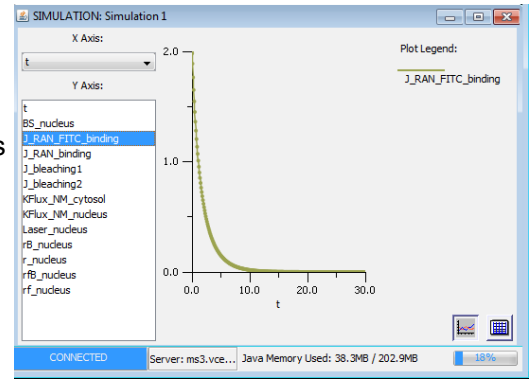 SIMULATION: Simulation 1
X Axis:
t
Y Axis:
t
BS_nucleus
J_RAN_FITC_binding
J_RAN_binding
J_bleaching1
J_bleaching2
KFlux_NM_cytosol
KFlux_NM_nucleus
Laser_nucleus
rB_nucleus
r_nucleus
rfB_nucleus
rf_nucleus
s
2.0
1.0
0.0
0.0 10.0 20.0 30.0
t
Plot Legend:
J_RAN_FITC_binding
CONNECTED Server: ms3.vce... Java Memory Used: 38.3MB / 202.9MB 18%